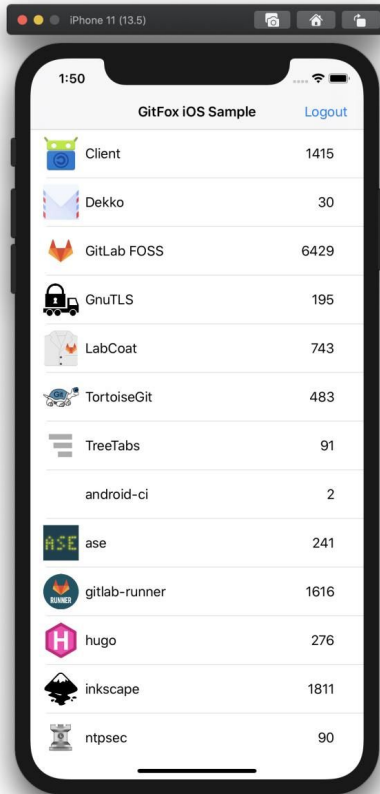 iPhone 11 (13.5)
1:50
GitFox iOS Sample Logout
Client 1415
Dekko 30
GitLab FOSS 6429
GnuTLS 195
LabCoat 743
Git
TortoiseGit 483
TreeTabs 91
android-ci 2
ASE ase 241
RUNNER gitlab-runner 1616
H hugo 276
inkscape 1811
ntpsec 90